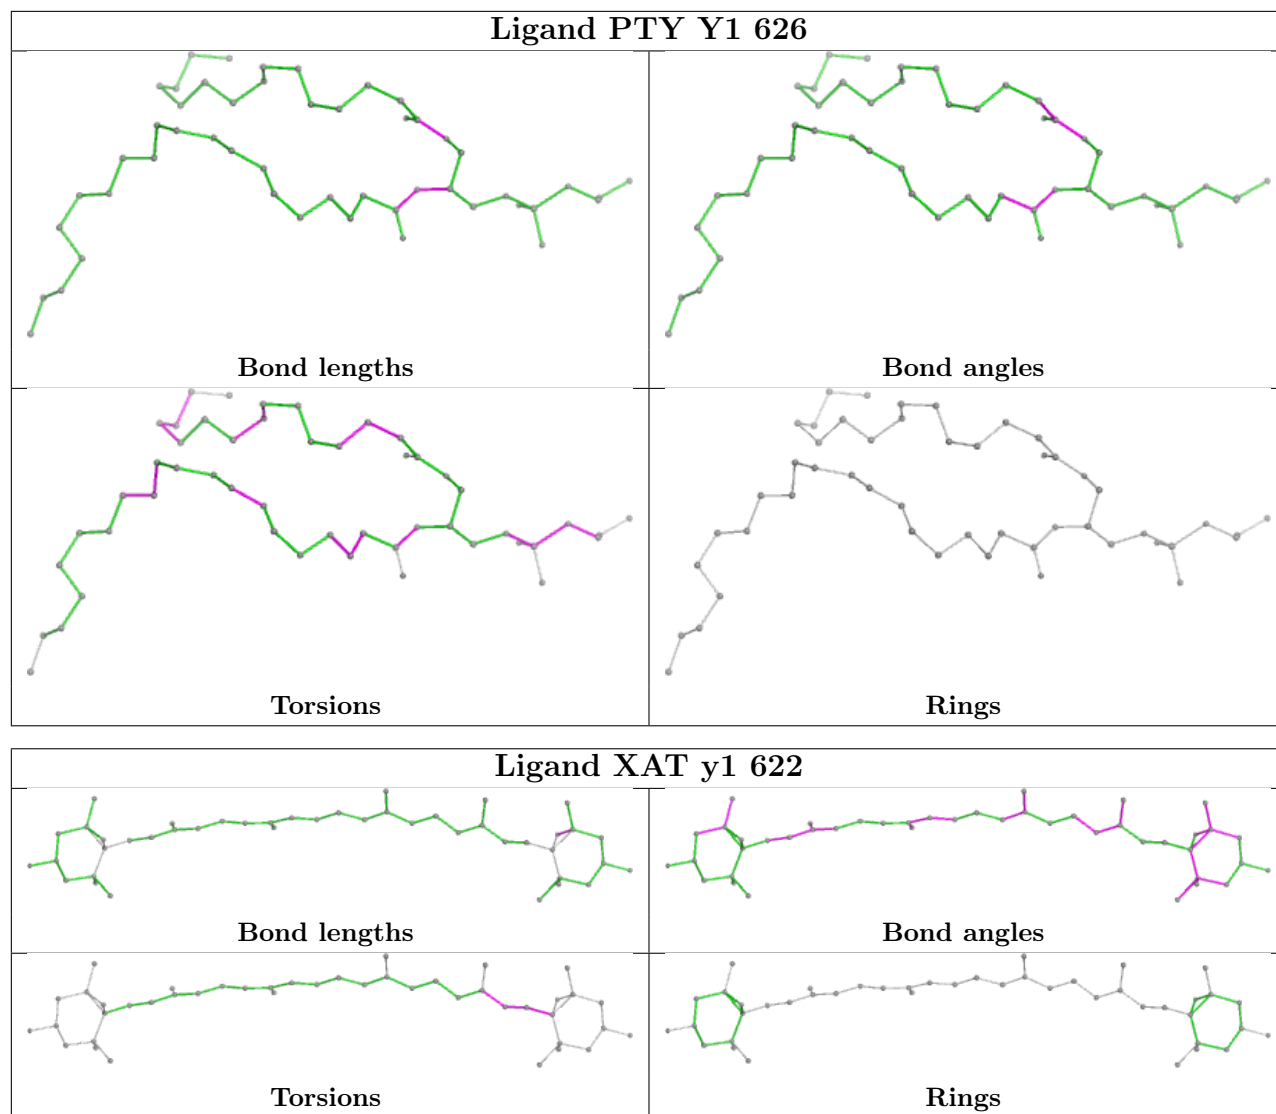 Ligand PTY Y1 626
Bond lengths
Bond angles
Torsions
Rings
Ligand XAT y1 622
Bond lengths
Bond angles
Torsions
Rings